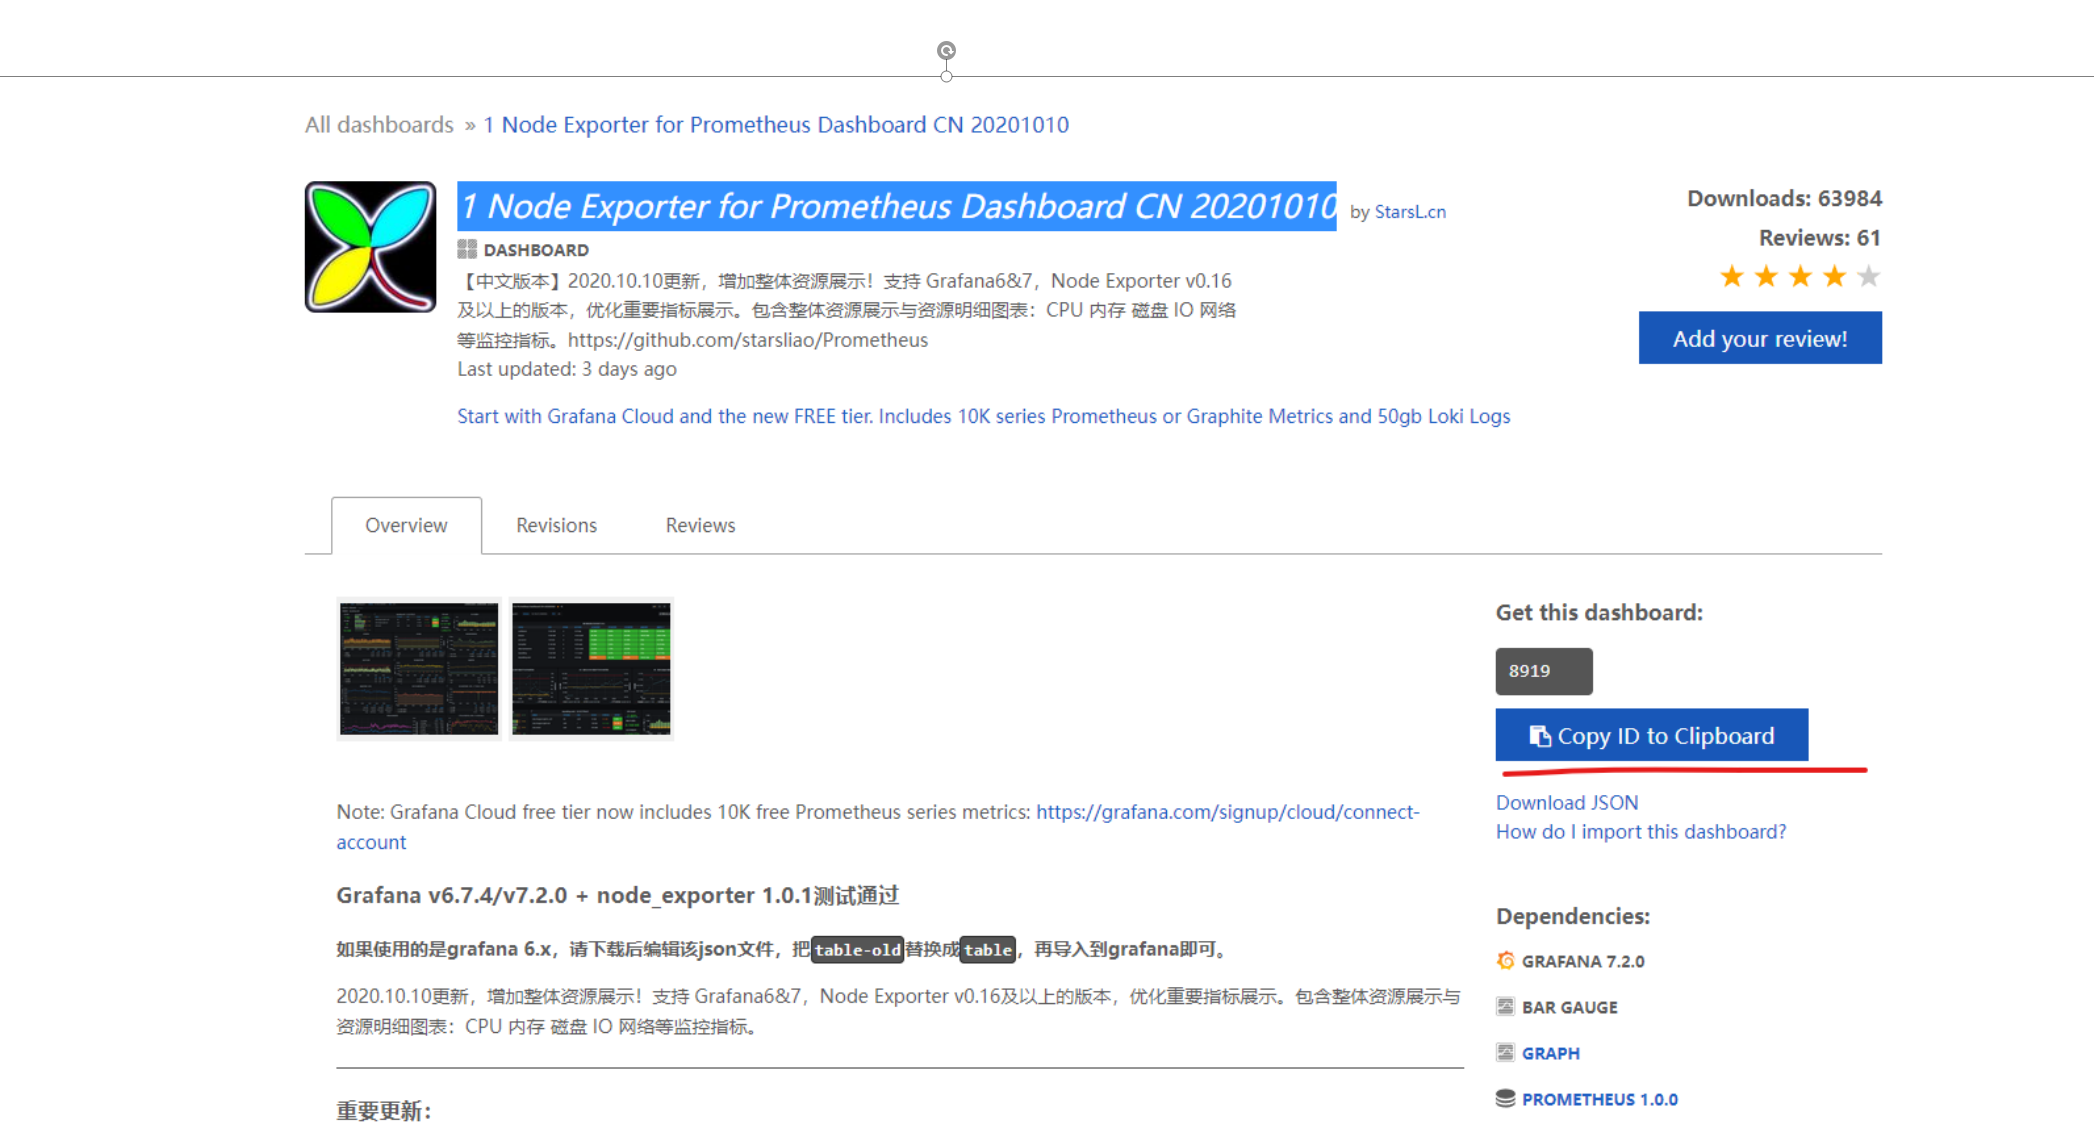 All dashboards » 1 Node Exporter for Prometheus Dashboard CN 20201010
1 Node Exporter for Prometheus Dashboard CN 20201010 by StarsL.cn
DASHBOARD
【中文版本】2020.10.10更新，增加整体资源展示！支持 Grafana6&7，Node Exporter v0.16
及以上的版本，优化重要指标展示。包含整体资源展示与资源明细图表：CPU 内存 磁盘 IO 网络
等监控指标。https://github.com/starsliao/Prometheus
Last updated: 3 days ago
Start with Grafana Cloud and the new FREE tier. Includes 10K series Prometheus or Graphite Metrics and 50gb Loki Logs
Downloads: 63984
Reviews: 61
Add your review!
Overview
Revisions
Reviews
Note: Grafana Cloud free tier now includes 10K free Prometheus series metrics: https://grafana.com/signup/cloud/connect-
account
Grafana v6.7.4/v7.2.0 + node_exporter 1.0.1测试通过
如果使用的是grafana 6.x，请下载后编辑该json文件，把table-old替换成table，再导入到grafana即可。
2020.10.10更新，增加整体资源展示！支持 Grafana6&7，Node Exporter v0.16及以上的版本，优化重要指标展示。包含整体资源展示与
资源明细图表：CPU 内存 磁盘 IO 网络等监控指标。
重要更新：
Get this dashboard:
8919
Copy ID to Clipboard
Download JSON
How do I import this dashboard?
Dependencies:
GRAFANA 7.2.0
BAR GAUGE
GRAPH
PROMETHEUS 1.0.0